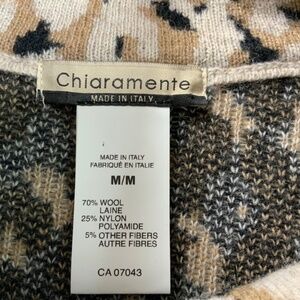 Chiaramente
MADE IN ITALY
MADE IN ITALY
FABRIQUÉ EN ITALIE
M/M
70% WOOL
LAINE
25% NYLON
POLYAMIDE
5% OTHER FIBERS
AUTRE FIBRES
CA 07043